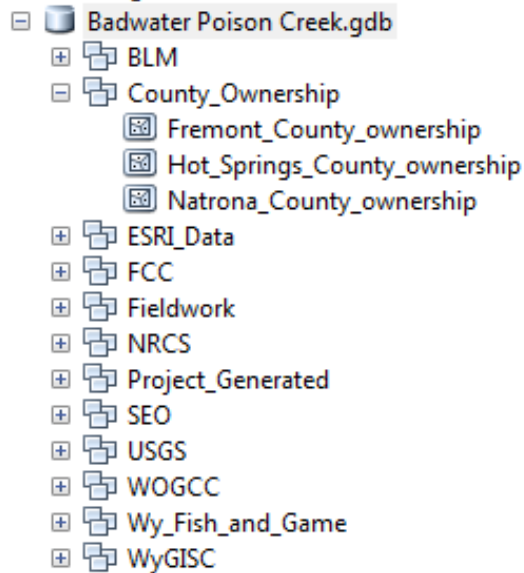 Badwater Poison Creek.gdb
BLM
County_Ownership
Fremont_County_ownership
Hot_Springs_County_ownership
Natrona_County_ownership
ESRI_Data
FCC
Fieldwork
NRCS
Project_Generated
SEO
USGS
WOGCC
Wy_Fish_and_Game
WyGISC